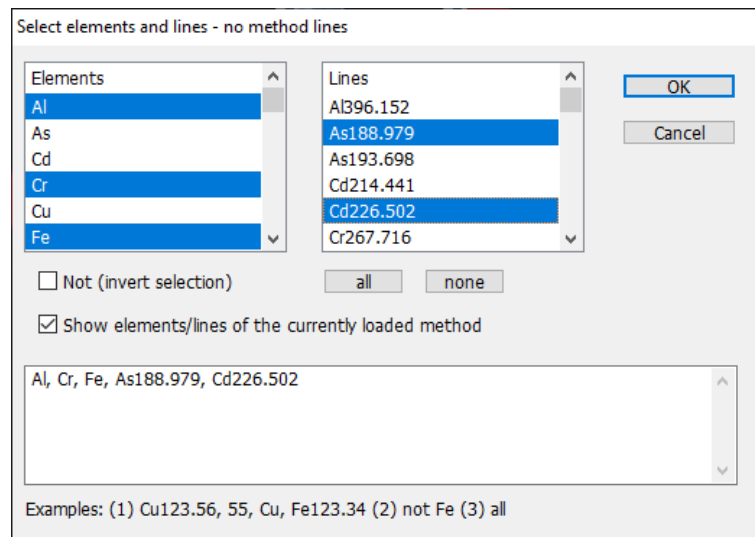 Select elements and lines - no method lines
Elements
Al
As
Cd
Cr
Cu
Fe
Lines
Al396.152
As188.979
As193.698
Cd214.441
Cd226.502
Cr267.716
OK
Cancel
Not (invert selection)
all
none
Show elements/lines of the currently loaded method
Al, Cr, Fe, As188.979, Cd226.502
Examples: (1) Cu123.56, 55, Cu, Fe123.34 (2) not Fe (3) all